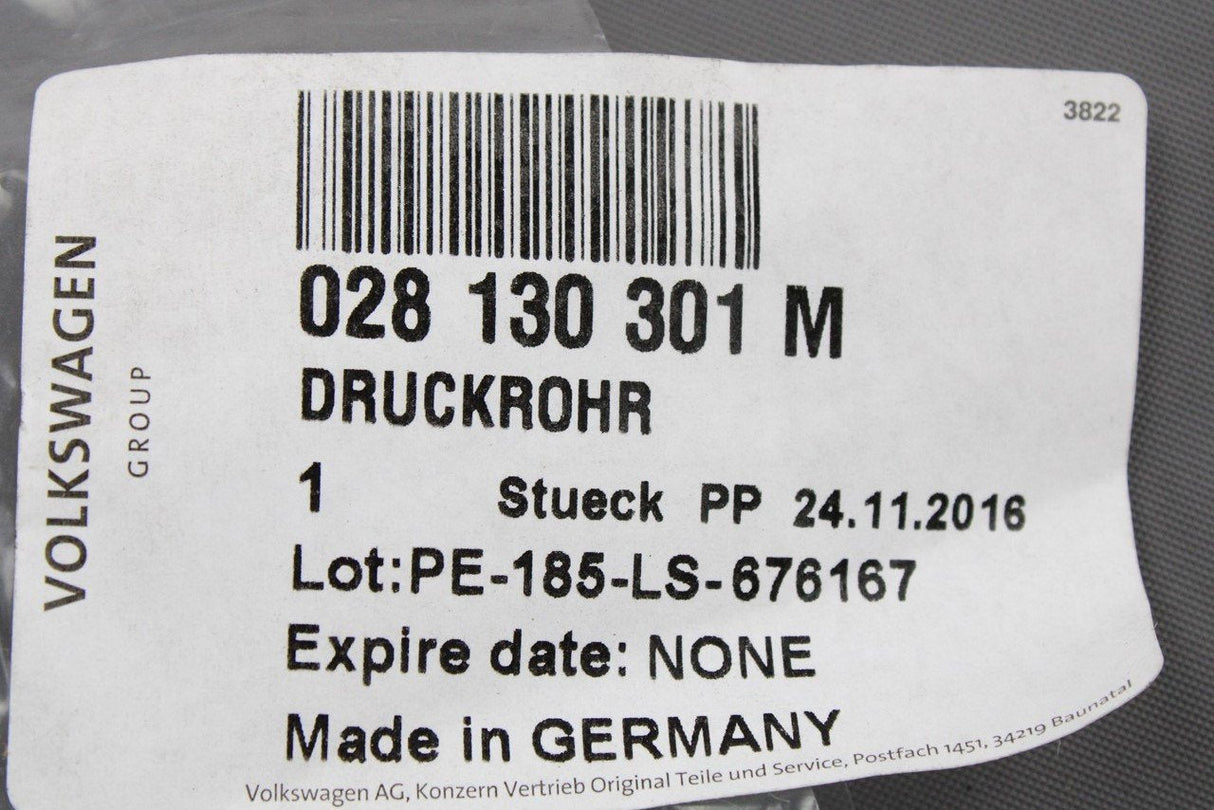 3822
VOLKSWAGEN
GROUP
028 130 301 M
DRUCKROHR
1 Stueck PP 24.11.2016
Lot:PE-185-LS-676167
Expire date: NONE
Made in GERMANY
Volkswagen AG, Konzern Vertrieb Original Teile und Service, Postfach 1451, 34219 Baunatal